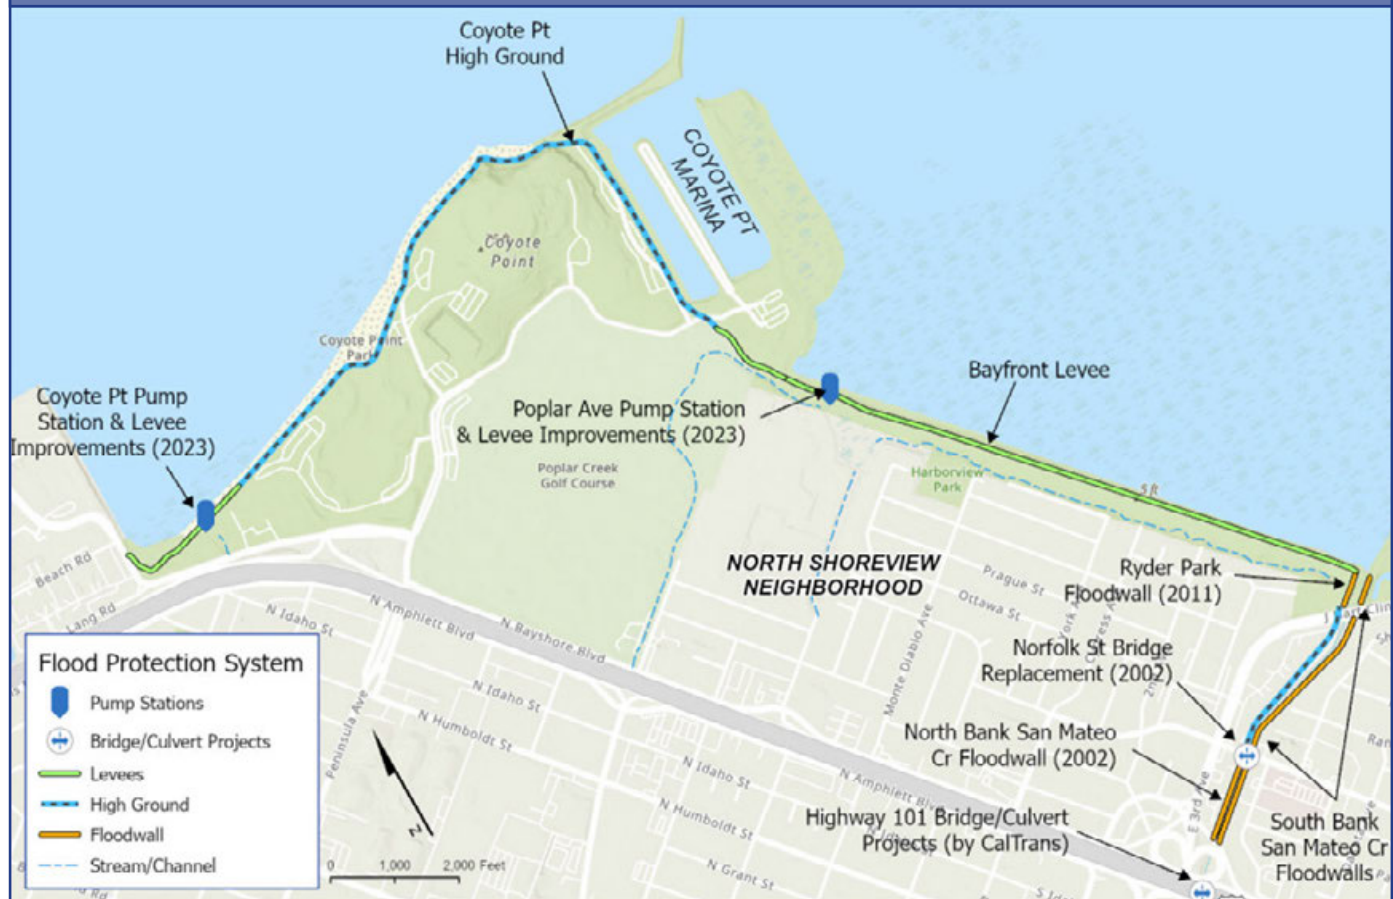 Coyote Pt
High Ground
COYOTE PT
MARINA
Coyote
Point
Coyote Point
Park
Coyote Pt Pump
Station & Levee
Improvements (2023)
Poplar Ave Pump Station
& Levee Improvements (2023)
Bayfront Levee
Poplar Creek
Golf Course
Harborview
Park
5 ft
NORTH SHOREVIEW
NEIGHBORHOOD
Beach Rd
Lang Rd
N Idaho St
N Amphlett Blvd
N Bayshore Blvd
Prague St
Ottawa St
Ryder Park
Floodwall (2011)
Norfolk St Bridge
Replacement (2002)
Monte Diablo Ave
North Bank San Mateo
Cr Floodwall (2002)
N Idaho St
N Humboldt St
Peninsula Ave
N Idaho St
N Amphlett Blvd
N Humboldt St
E 3rd Ave
Highway 101 Bridge/Culvert
Projects (by CalTrans)
South Bank
San Mateo Cr
Floodwalls
N Grant St
Flood Protection System
Pump Stations
Bridge/Culvert Projects
Levees
High Ground
Floodwall
Stream/Channel
N
0 1,000 2,000 Feet